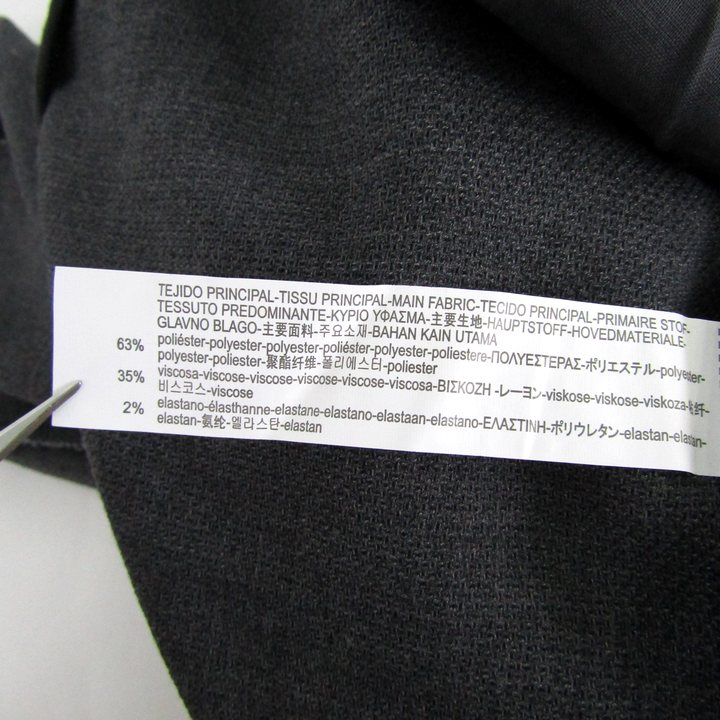 TEJIDO PRINCIPAL-TISSU PRINCIPAL-MAIN FABRIC-TECIDO PRINCIPAL-PRIMAIRE STOF-
TESSUTO PREDOMINANTE-ΚΥΡΙΟ ΥΦΑΣΜΑ-主要生地-HAUPTSTOFF-HOVEDMATERIALE-
GLAVNO BLAGO-主要面料-주요소재-BAHAN KAIN UTAMA
63% poliéster-polyester-polyester-poliéster-polyester-poliestere-ΠΟΛΥΕΣΤΕΡΑΣ-ポリエステル-polyester-
polyester-poliester-聚酯纤维-폴리에스터-poliester
35% viscosa-viscose-viscose-viscose-viscose-viscosa-ΒΙΣΚΟΖΗ -レーヨン-viskose-viskose-viskoza-粘纤-
비스코스-viscose
2% elastano-élasthanne-elastane-elastano-elastaan-elastano-ΕΛΑΣΤΙΝΗ-ポリウレタン-elastan-elastan-
elastan-氨纶-엘라스탄-elastan